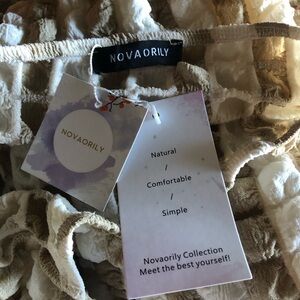 NOVAORILY
NOVAORILY
Natural
/
Comfortable
/
Simple
Novaorily Collection
Meet the best yourself!